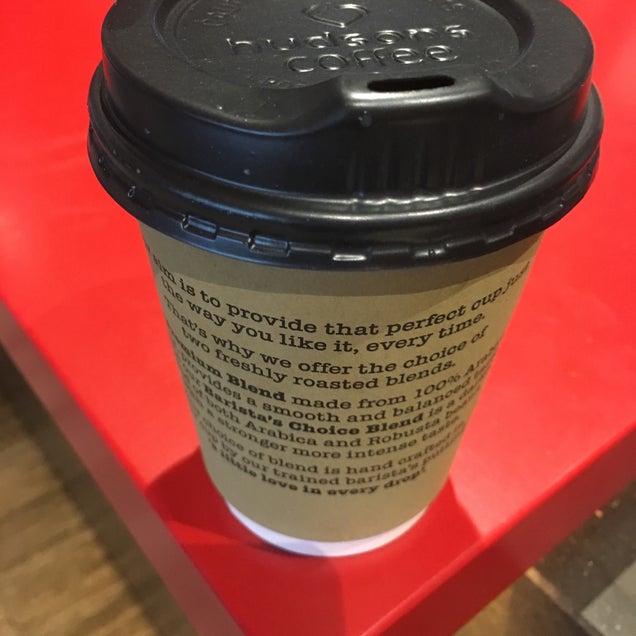 hudsons
coffee
aim is to provide that perfect cup, just
the way you like it, every time.
That's why we offer the choice of
two freshly roasted blends.
Blend made from 100%
provides a smooth and balanced
Barista's Choice Blend is a
both Arabica and Robusta
a stronger more intense taste.
choice of blend is hand crafted
by our trained barista's
little love in every drop!